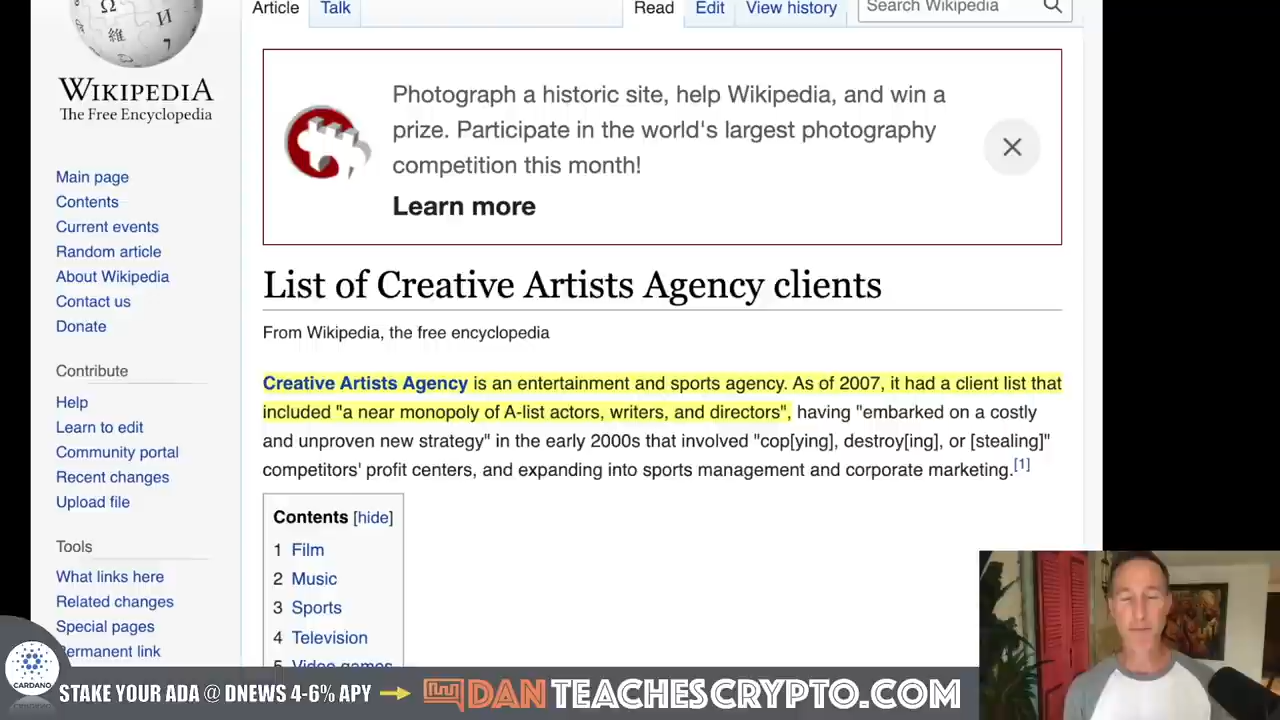 Article Talk Read Edit View history Search Wikipedia
Ω
維 И
WIKIPEDIA
The Free Encyclopedia
Main page
Contents
Current events
Random article
About Wikipedia
Contact us
Donate
Contribute
Help
Learn to edit
Community portal
Recent changes
Upload file
Tools
What links here
Related changes
Special pages
Permanent link
Photograph a historic site, help Wikipedia, and win a
prize. Participate in the world's largest photography
competition this month!
Learn more
List of Creative Artists Agency clients
From Wikipedia, the free encyclopedia
Creative Artists Agency is an entertainment and sports agency. As of 2007, it had a client list that
included "a near monopoly of A-list actors, writers, and directors", having "embarked on a costly
and unproven new strategy" in the early 2000s that involved "cop[ying], destroy[ing], or [stealing]"
competitors' profit centers, and expanding into sports management and corporate marketing.[1]
Contents [hide]
1 Film
2 Music
3 Sports
4 Television
5 Video games
CARDANO
STAKE YOUR ADA @ DNEWS 4-6% APY
DANTEACHESCRYPTO.COM